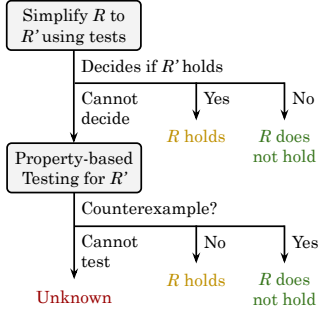 Simplify R to
R' using tests
Decides if R' holds
Cannot
decide
Yes
No
R holds
R does
not hold
Property-based
Testing for R'
Counterexample?
Cannot
test
No
Yes
Unknown
R holds
R does
not hold